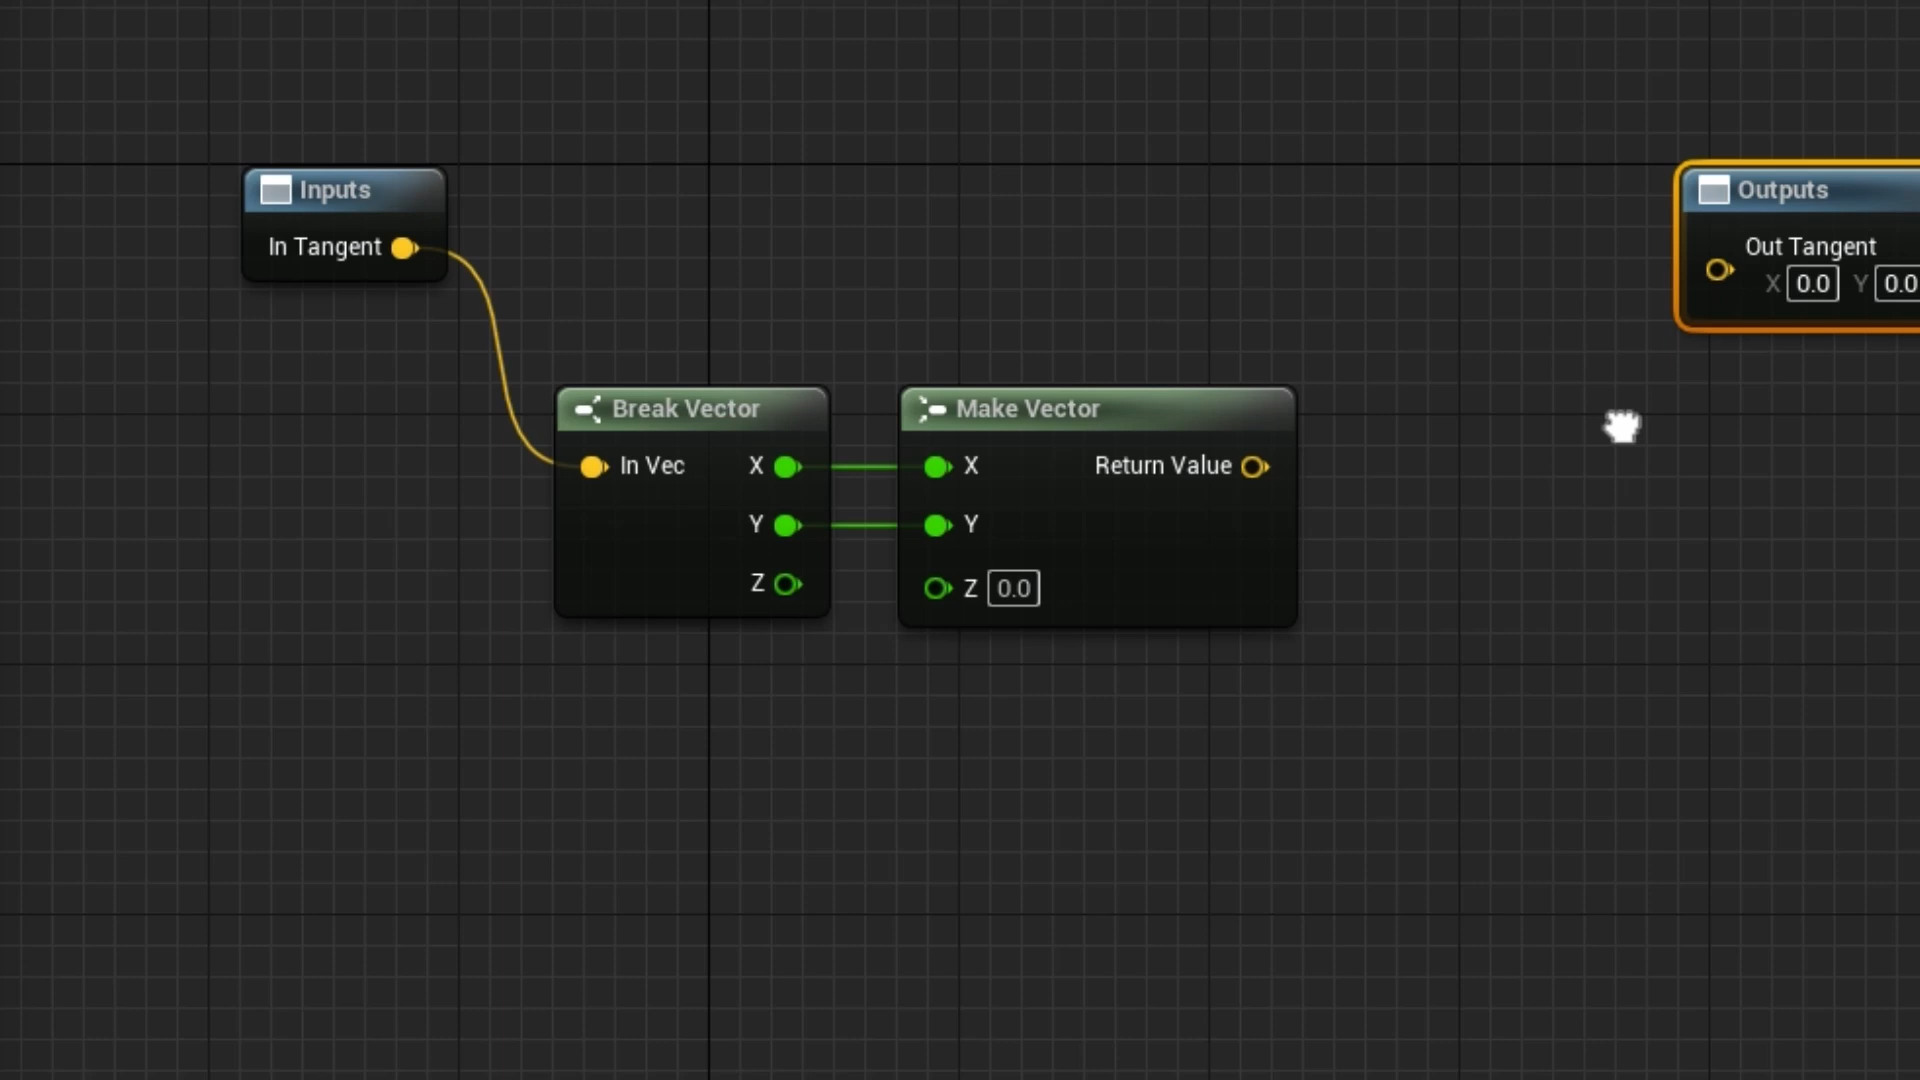 Inputs
In Tangent
Outputs
Out Tangent
X 0.0 Y 0.0
Break Vector
In Vec X
Y
Z
Make Vector
X Return Value
Y
Z 0.0